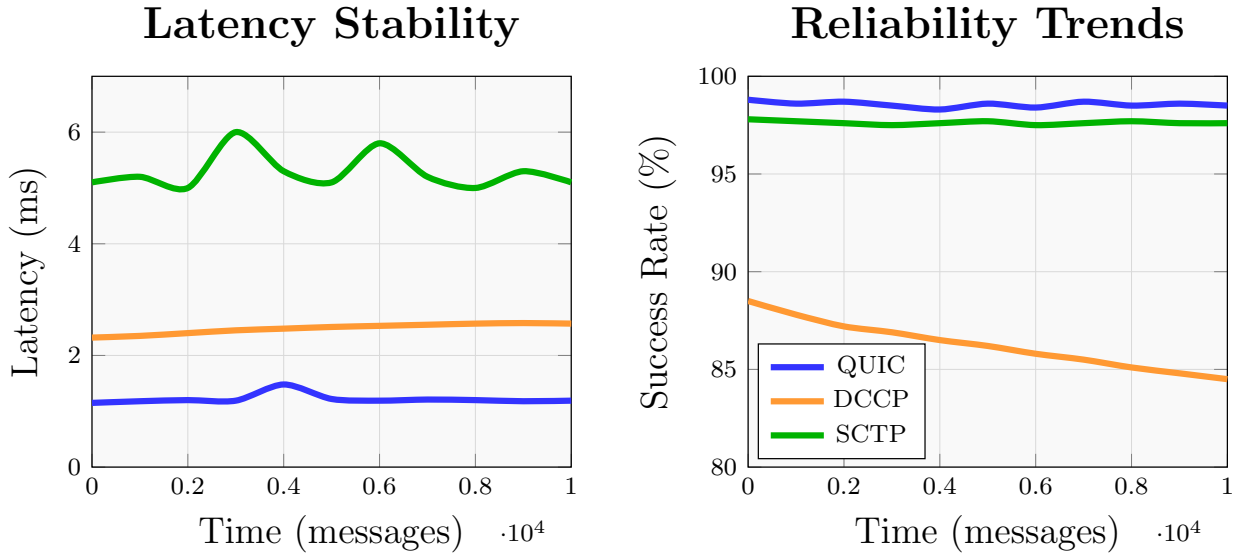 Latency Stability
Latency (ms)
6
4
2
0
0
0.2
0.4
0.6
0.8
1
Time (messages)
·10⁴
Reliability Trends
Success Rate (%)
100
95
90
85
80
QUIC
DCCP
SCTP
0
0.2
0.4
0.6
0.8
1
Time (messages)
·10⁴